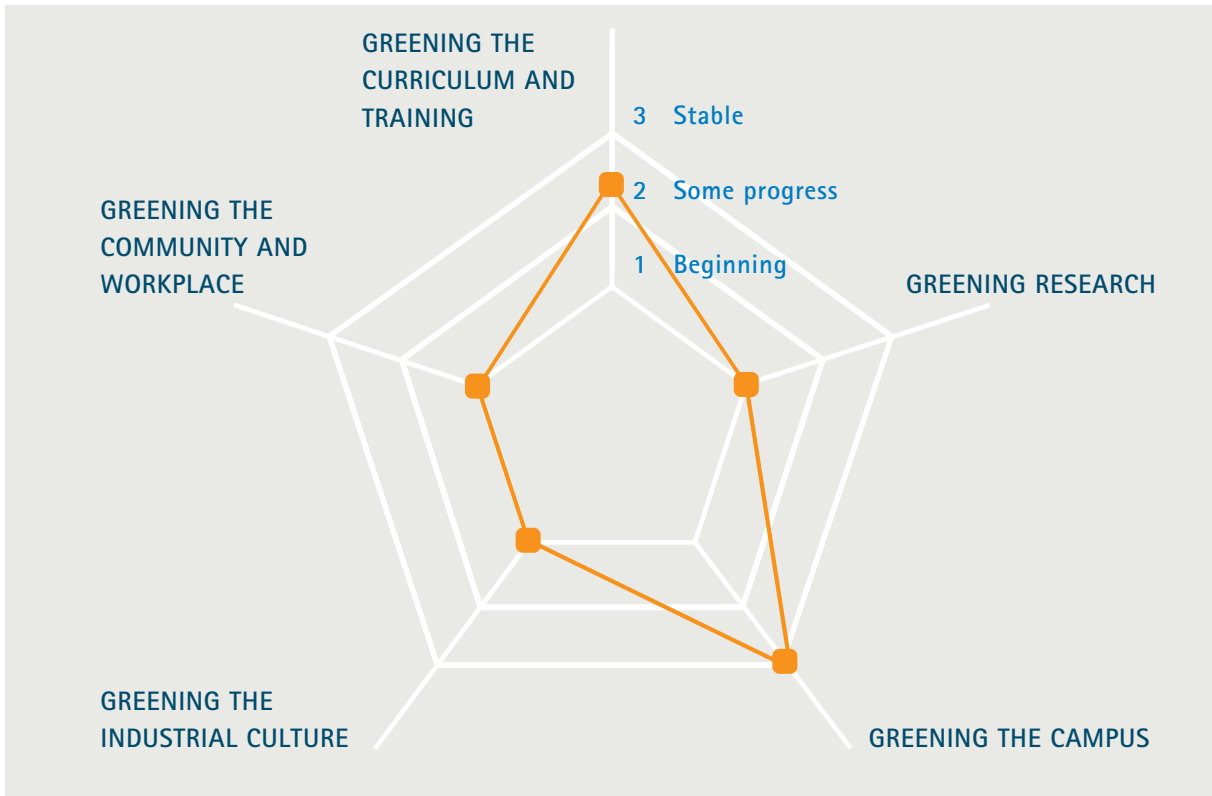 GREENING THE
CURRICULUM AND
TRAINING
3 Stable
2 Some progress
1 Beginning
GREENING THE
COMMUNITY AND
WORKPLACE
GREENING RESEARCH
GREENING THE
INDUSTRIAL CULTURE
GREENING THE CAMPUS